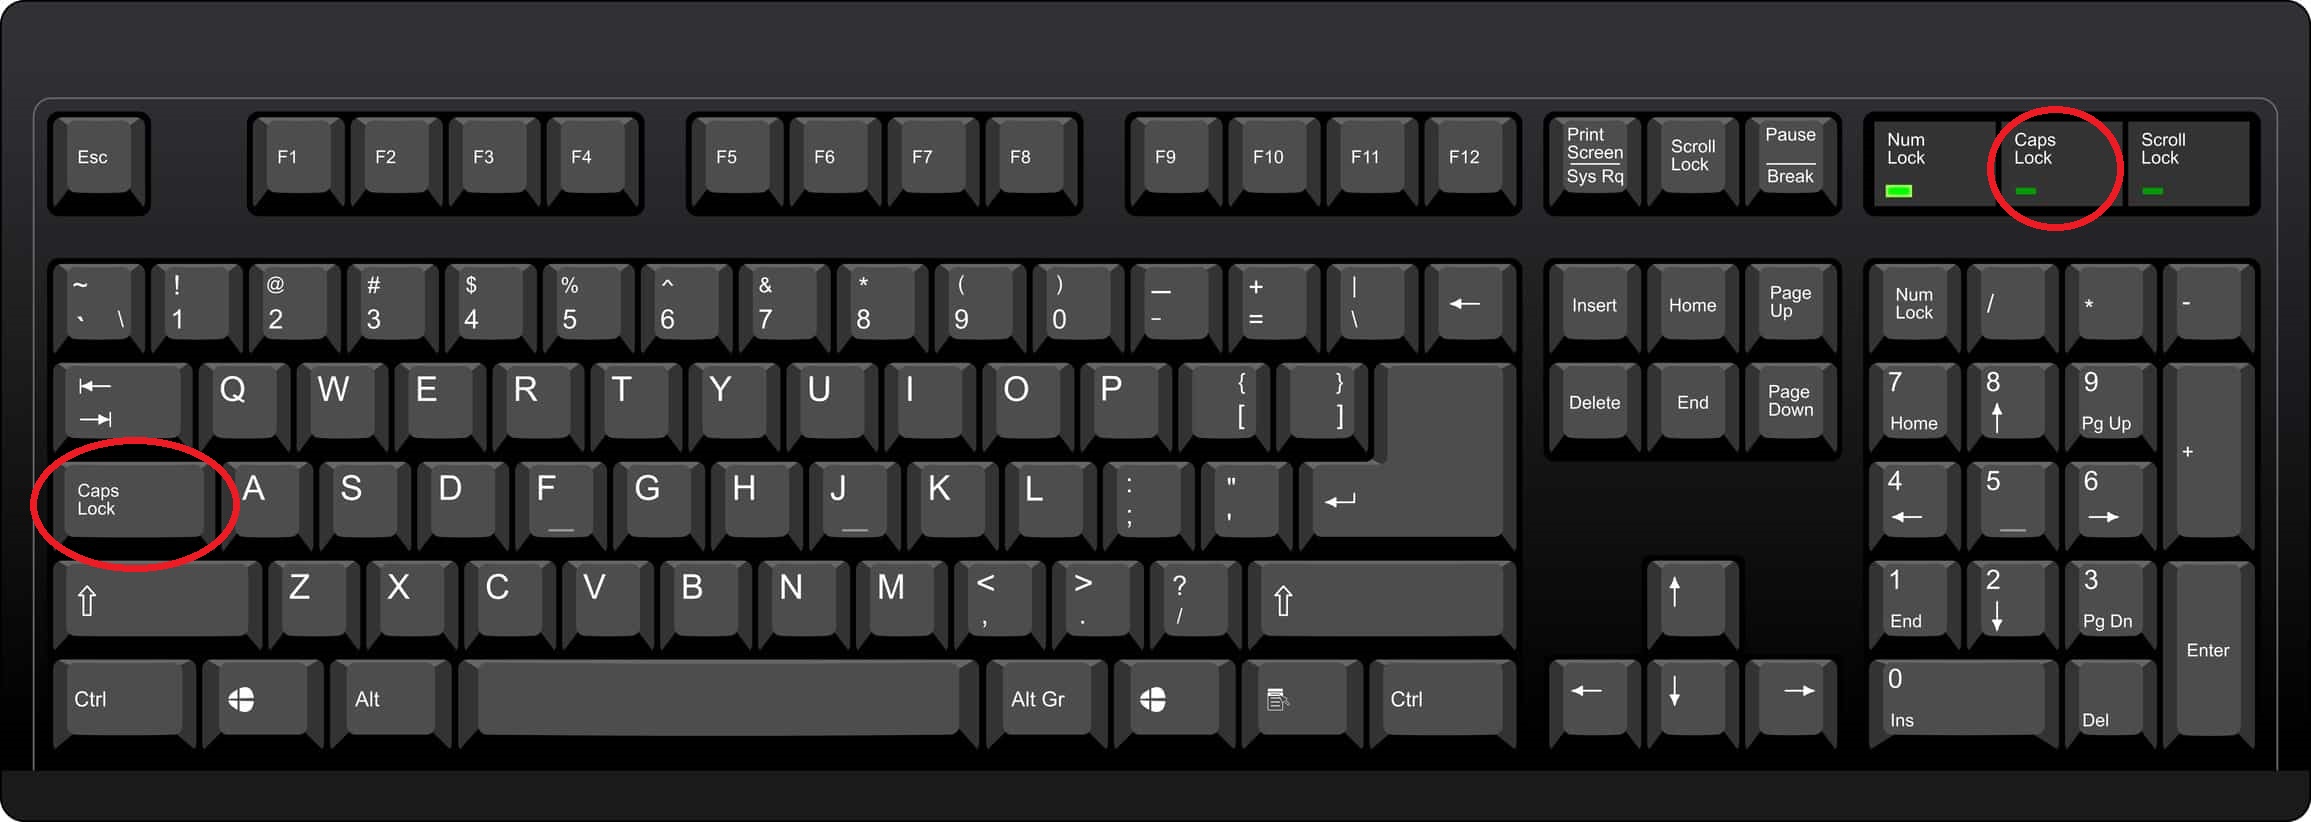 Esc F1 F2 F3 F4 F5 F6 F7 F8 F9 F10 F11 F12
Print
Screen
Sys Rq
Scroll
Lock
Pause
Break
Num
Lock
Caps
Lock
Scroll
Lock
~ ! @ # $ % ^ & * ( ) — + |
` \ 1 2 3 4 5 6 7 8 9 0 - = \ ←
Insert Home Page
Up
Num
Lock
/ * -
⇤
⇥
Q W E R T Y U I O P { }
[ ]
Delete End Page
Down
7 8 9
Home ↑ Pg Up
+
Caps
Lock
A S D F G H J K L : "
; '
↵
4 5 6
← _ →
⇧ Z X C V B N M < > ?
, . /
⇧
↑
1 2 3
End ↓ Pg Dn
Enter
Ctrl Alt Alt Gr Ctrl
← ↓ →
0
Ins Del